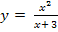 y = x²/(x+3)